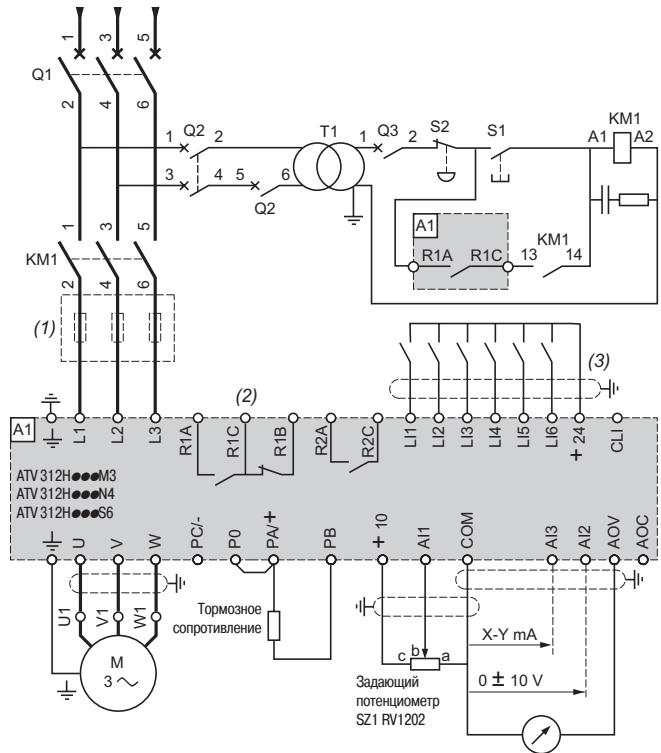 1 3 5
Q1
2 4 6
1 Q2 2
3 4 5 6
Q2
T1
1 Q3 2
S2
S1
KM1
A1 A2
A1
R1A R1C
13 KM1 14
1 3 5
KM1
2 4 6
(1)
(2)
(3)
A1
L1 L2 L3
R1A R1C R1B R2A R2C
LI1 LI2 LI3 LI4 LI5 LI6 + 24 CLI
ATV 312H●●●M3
ATV 312H●●●N4
ATV 312H●●●S6
U V W PC/- P0 PA/+ PB + 10 AI1 COM AI3 AI2 AOV AOC
U1 V1 W1
M
3 ~
Тормозное
сопротивление
c b a
Задающий
потенциометр
SZ1 RV1202
X-Y mA
0 ± 10 V